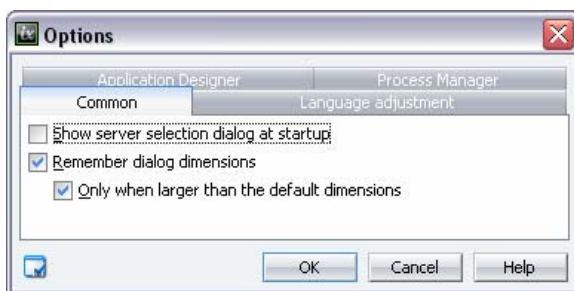 Options
Application Designer Process Manager
Common Language adjustment
Show server selection dialog at startup
Remember dialog dimensions
Only when larger than the default dimensions
OK Cancel Help